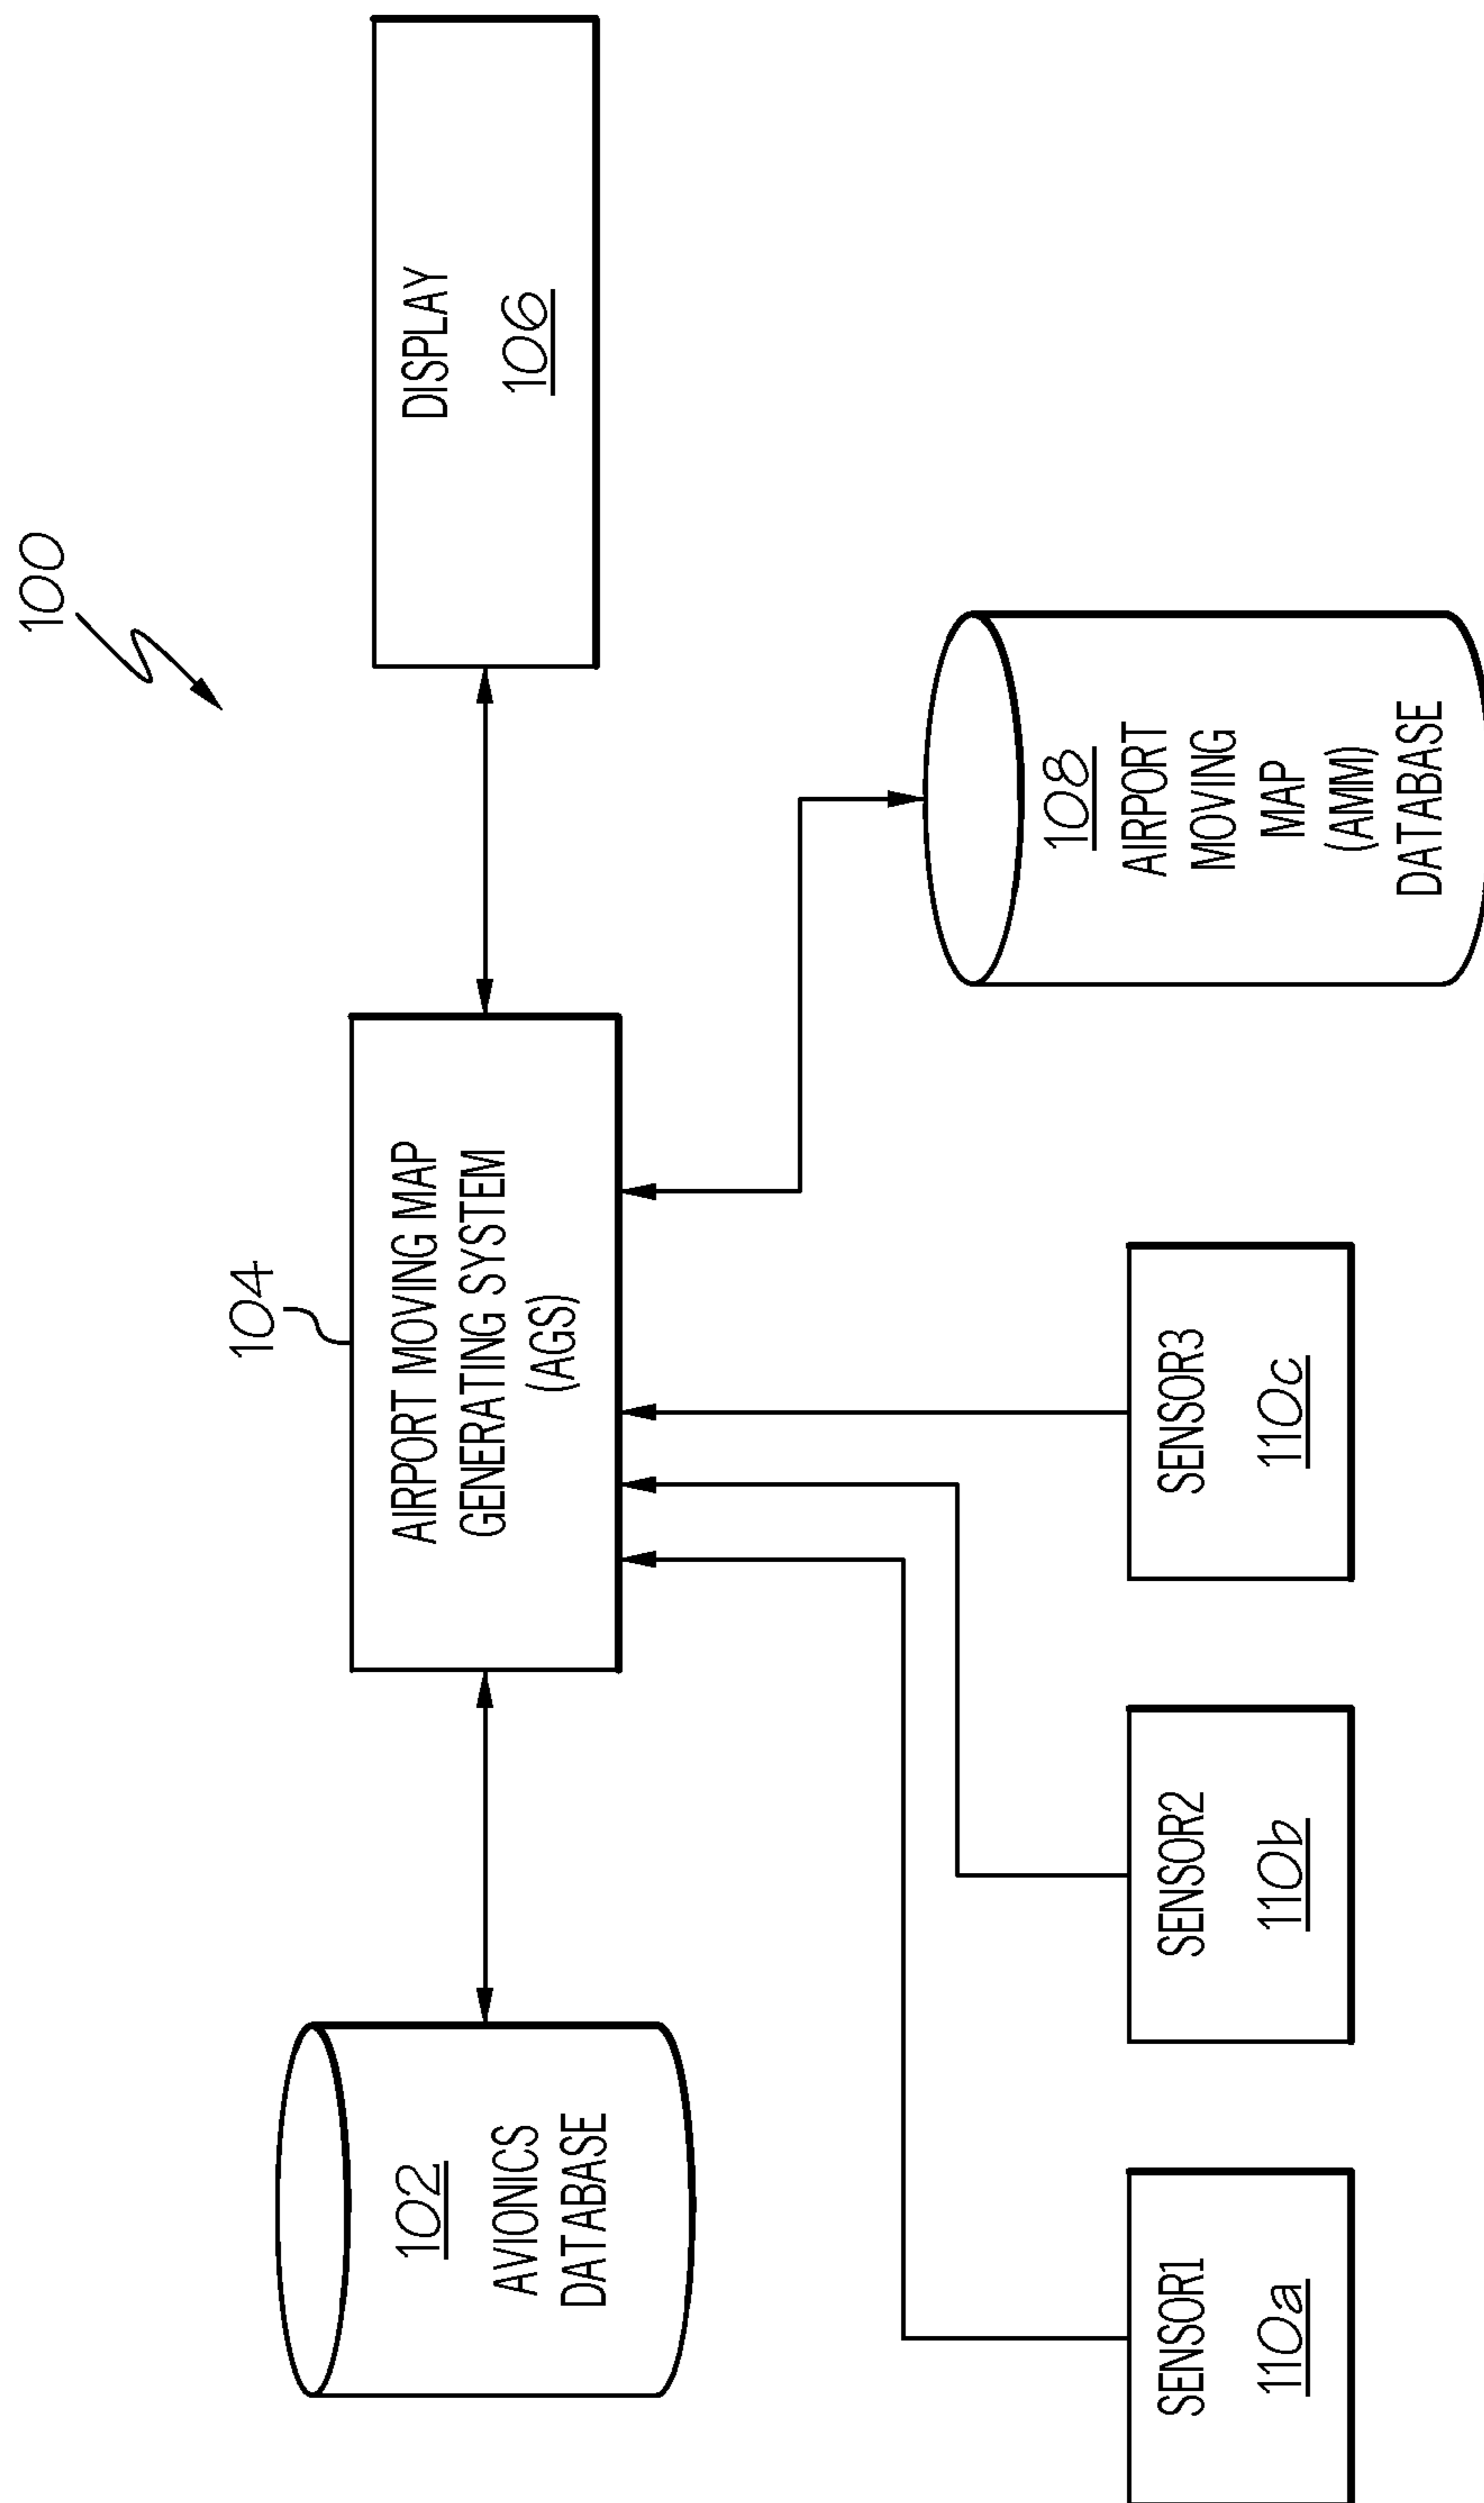 100
102
AVIONICS
DATABASE
104
AIRPORT MOVING MAP
GENERATING SYSTEM
(AGS)
DISPLAY
106
SENSOR1
110a
SENSOR2
110b
SENSOR3
110c
108
AIRPORT
MOVING
MAP
(AMM)
DATABASE